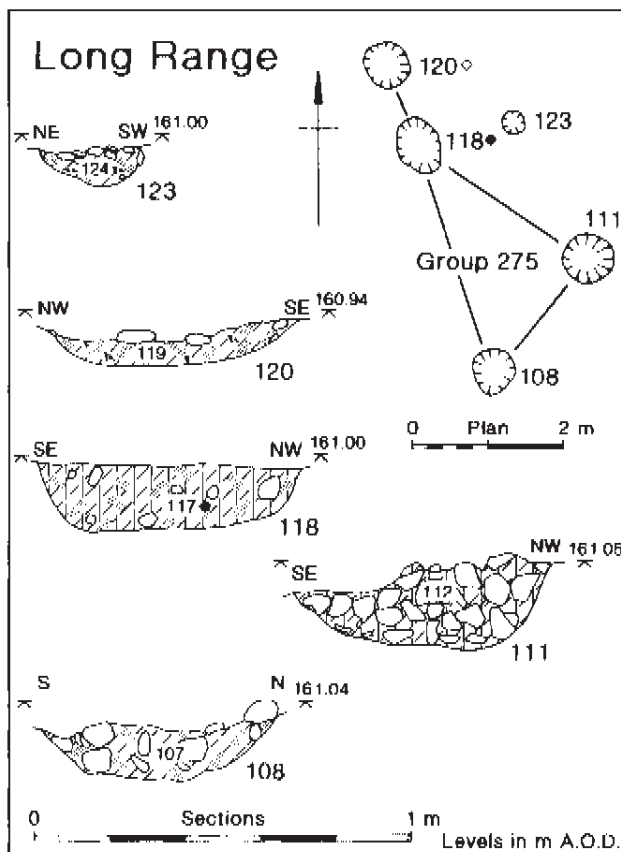 Long Range
NE SW 161.00
124
123
NW SE 160.94
119
120
SE NW 161.00
117
118
SE NW 161.05
112
111
S N 161.04
107
108
120
123
118
111
Group 275
108
0 Plan 2 m
0 Sections 1 m
Levels in m A.O.D.